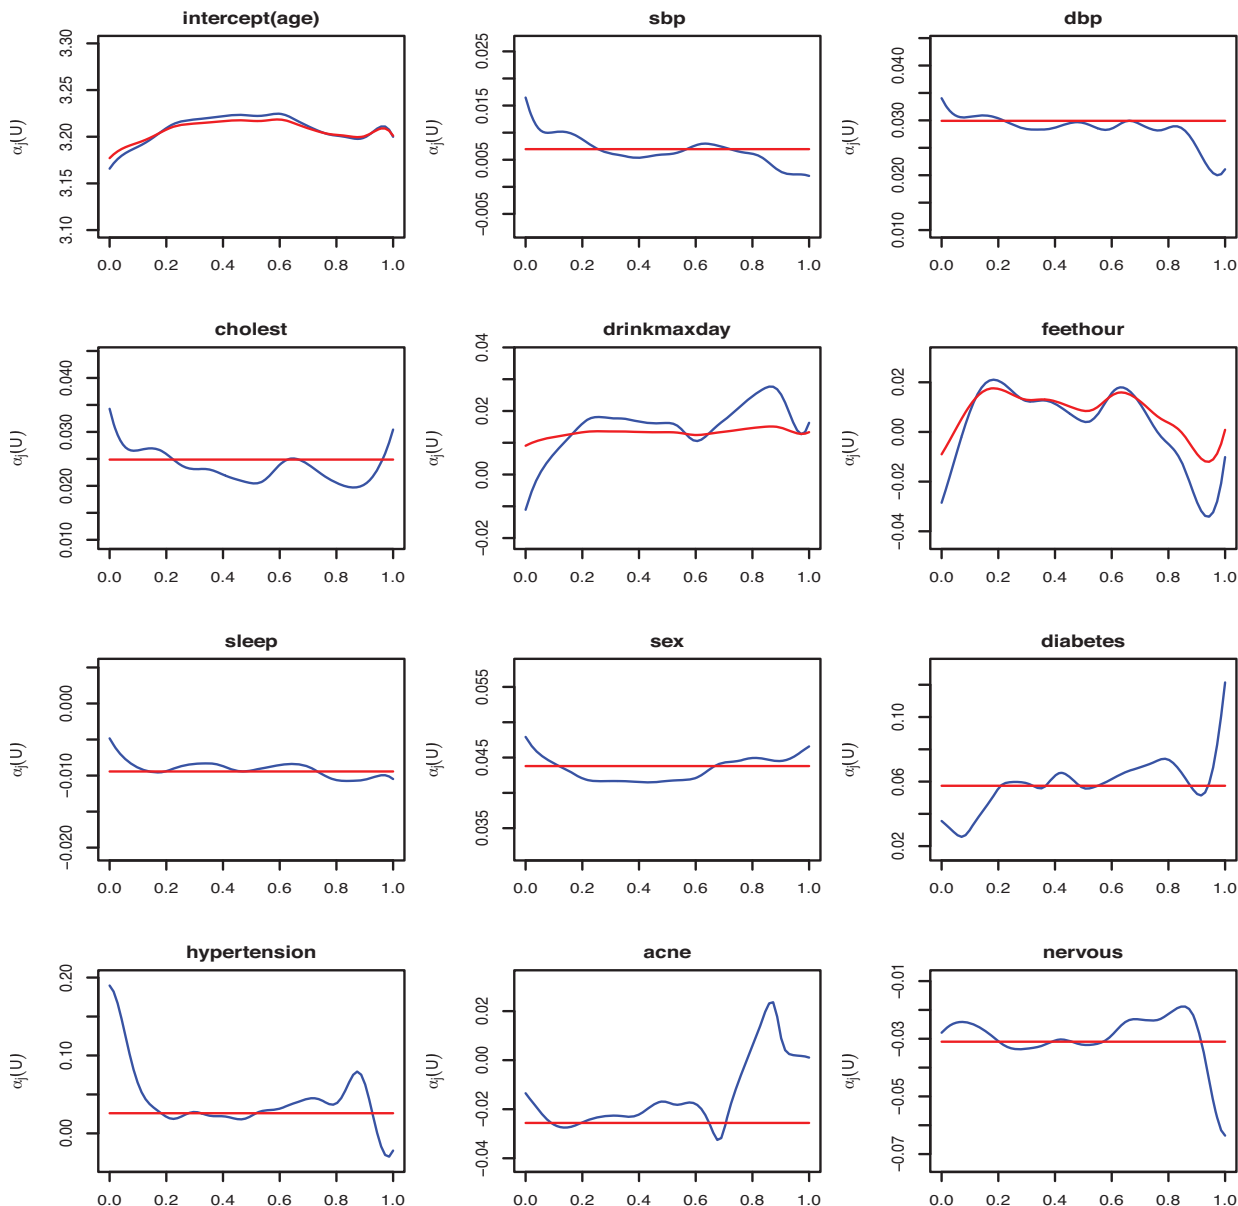 intercept(age) sbp dbp
αj(U) 3.10 3.15 3.20 3.25 3.30
αj(U) −0.005 0.005 0.015 0.025
αj(U) 0.010 0.020 0.030 0.040
0.0 0.2 0.4 0.6 0.8 1.0 0.0 0.2 0.4 0.6 0.8 1.0 0.0 0.2 0.4 0.6 0.8 1.0
cholest drinkmaxday feethour
αj(U) 0.010 0.020 0.030 0.040
αj(U) −0.02 0.00 0.02 0.04
αj(U) −0.04 −0.02 0.00 0.02
0.0 0.2 0.4 0.6 0.8 1.0 0.0 0.2 0.4 0.6 0.8 1.0 0.0 0.2 0.4 0.6 0.8 1.0
sleep sex diabetes
αj(U) −0.020 −0.010 0.000
αj(U) 0.035 0.045 0.055
αj(U) 0.02 0.06 0.10
0.0 0.2 0.4 0.6 0.8 1.0 0.0 0.2 0.4 0.6 0.8 1.0 0.0 0.2 0.4 0.6 0.8 1.0
hypertension acne nervous
αj(U) 0.00 0.10 0.20
αj(U) −0.04 −0.02 0.00 0.02
αj(U) −0.07 −0.05 −0.03 −0.01
0.0 0.2 0.4 0.6 0.8 1.0 0.0 0.2 0.4 0.6 0.8 1.0 0.0 0.2 0.4 0.6 0.8 1.0